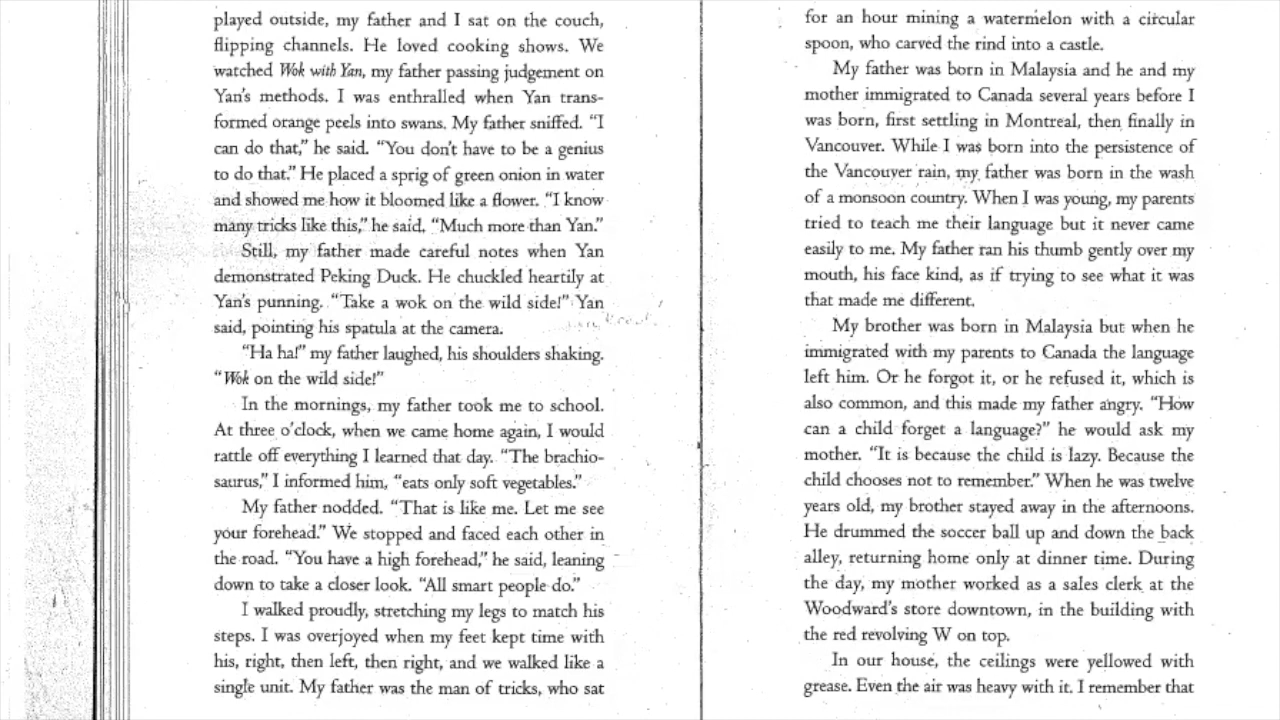 played outside, my father and I sat on the couch,
flipping channels. He loved cooking shows. We
watched Wok with Yan, my father passing judgement on
Yan's methods. I was enthralled when Yan trans-
formed orange peels into swans. My father sniffed. “I
can do that,” he said. “You don't have to be a genius
to do that.” He placed a sprig of green onion in water
and showed me how it bloomed like a flower. “I know
many tricks like this,” he said. “Much more than Yan.”
Still, my father made careful notes when Yan
demonstrated Peking Duck. He chuckled heartily at
Yan's punning. “Take a wok on the wild side!” Yan
said, pointing his spatula at the camera.
“Ha ha!” my father laughed, his shoulders shaking.
“Wok on the wild side!”
In the mornings, my father took me to school.
At three o'clock, when we came home again, I would
rattle off everything I learned that day. “The brachio-
saurus,” I informed him, “eats only soft vegetables.”
My father nodded. “That is like me. Let me see
your forehead.” We stopped and faced each other in
the road. “You have a high forehead,” he said, leaning
down to take a closer look. “All smart people do.”
I walked proudly, stretching my legs to match his
steps. I was overjoyed when my feet kept time with
his, right, then left, then right, and we walked like a
single unit. My father was the man of tricks, who sat
for an hour mining a watermelon with a circular
spoon, who carved the rind into a castle.
My father was born in Malaysia and he and my
mother immigrated to Canada several years before I
was born, first settling in Montreal, then finally in
Vancouver. While I was born into the persistence of
the Vancouver rain, my father was born in the wash
of a monsoon country. When I was young, my parents
tried to teach me their language but it never came
easily to me. My father ran his thumb gently over my
mouth, his face kind, as if trying to see what it was
that made me different.
My brother was born in Malaysia but when he
immigrated with my parents to Canada the language
left him. Or he forgot it, or he refused it, which is
also common, and this made my father angry. “How
can a child forget a language?” he would ask my
mother. “It is because the child is lazy. Because the
child chooses not to remember.” When he was twelve
years old, my brother stayed away in the afternoons.
He drummed the soccer ball up and down the back
alley, returning home only at dinner time. During
the day, my mother worked as a sales clerk at the
Woodward's store downtown, in the building with
the red revolving W on top.
In our house, the ceilings were yellowed with
grease. Even the air was heavy with it. I remember that